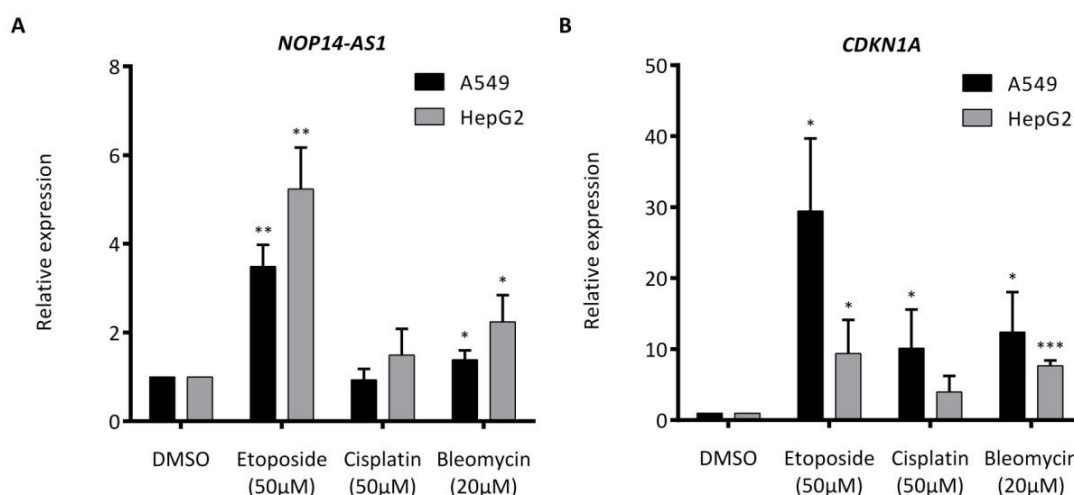 A
NOP14-AS1
8
6
4
2
0
Relative expression
A549
HepG2
**
**
*
*
DMSO
Etoposide
(50µM)
Cisplatin
(50µM)
Bleomycin
(20µM)
B
CDKN1A
50
40
30
20
10
0
Relative expression
A549
HepG2
*
*
*
*
***
DMSO
Etoposide
(50µM)
Cisplatin
(50µM)
Bleomycin
(20µM)